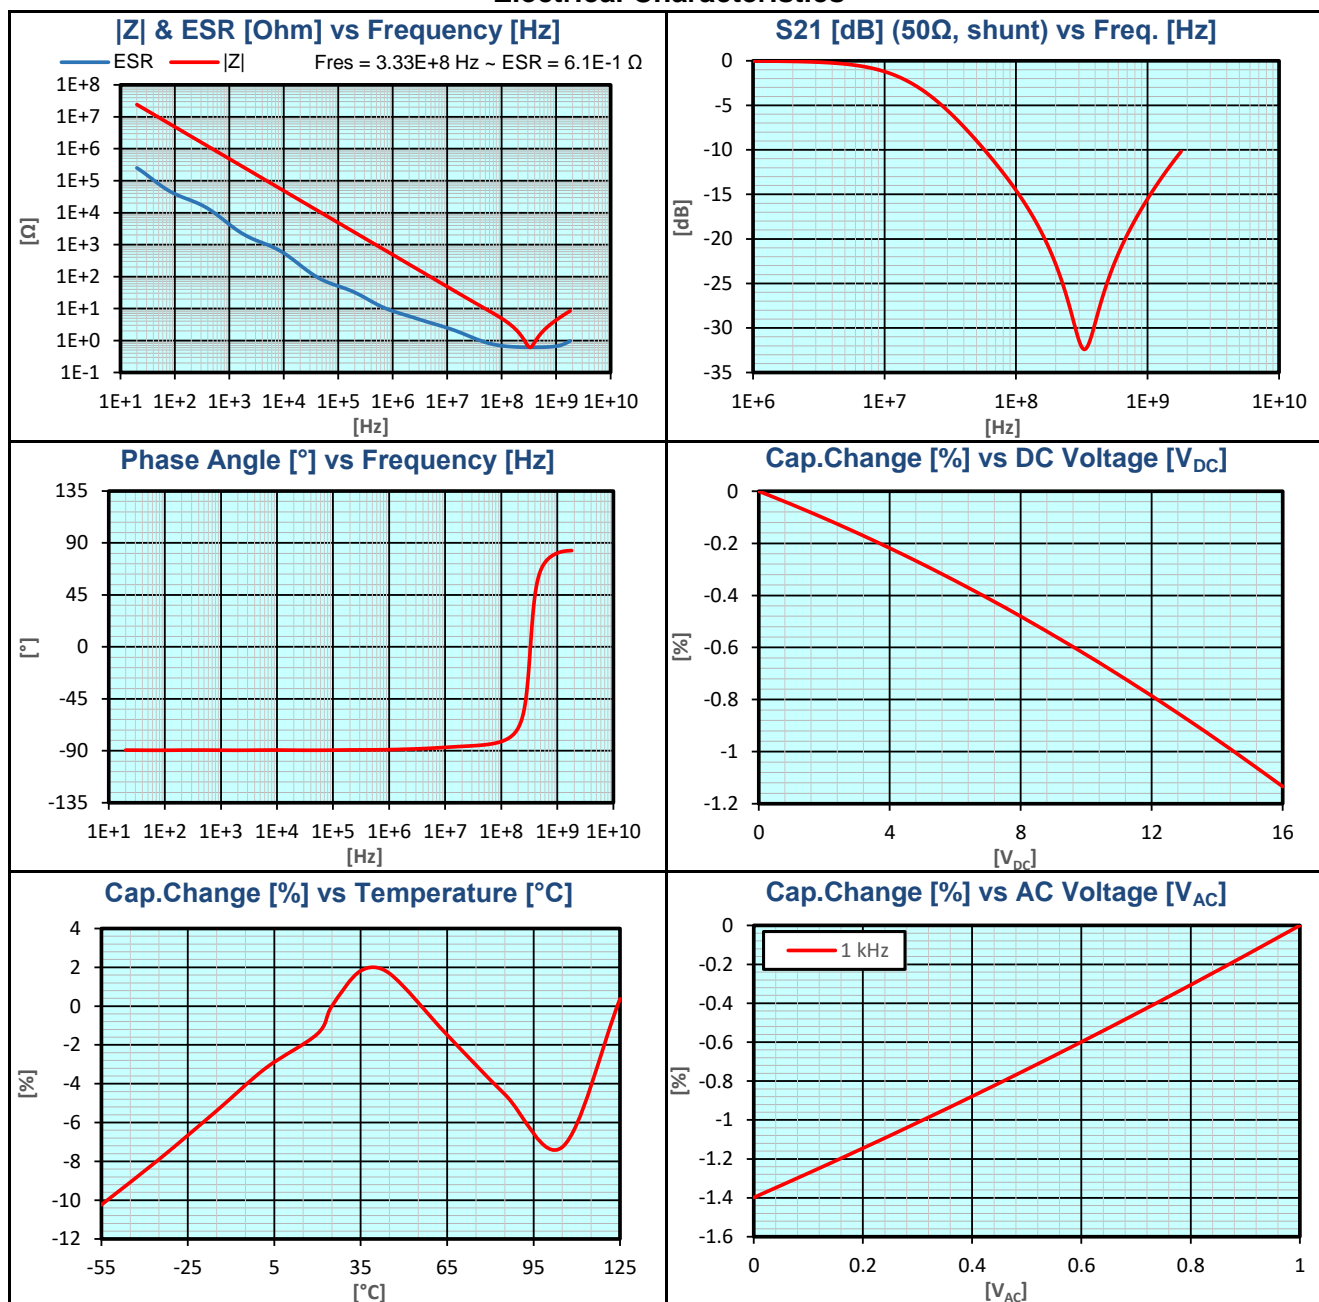 Electrical Characteristics
|Z| & ESR [Ohm] vs Frequency [Hz]
ESR |Z| Fres = 3.33E+8 Hz ~ ESR = 6.1E-1 Ω
1E+8
1E+7
1E+6
1E+5
1E+4
1E+3
1E+2
1E+1
1E+0
1E-1
[Ω]
1E+1 1E+2 1E+3 1E+4 1E+5 1E+6 1E+7 1E+8 1E+9 1E+10
[Hz]
S21 [dB] (50Ω, shunt) vs Freq. [Hz]
0
-5
-10
-15
-20
-25
-30
-35
[dB]
1E+6 1E+7 1E+8 1E+9 1E+10
[Hz]
Phase Angle [°] vs Frequency [Hz]
135
90
45
0
-45
-90
-135
[°]
1E+1 1E+2 1E+3 1E+4 1E+5 1E+6 1E+7 1E+8 1E+9 1E+10
[Hz]
Cap.Change [%] vs DC Voltage [VDC]
0
-0.2
-0.4
-0.6
-0.8
-1
-1.2
[%]
0 4 8 12 16
[VDC]
Cap.Change [%] vs Temperature [°C]
4
2
0
-2
-4
-6
-8
-10
-12
[%]
-55 -25 5 35 65 95 125
[°C]
Cap.Change [%] vs AC Voltage [VAC]
1 kHz
0
-0.2
-0.4
-0.6
-0.8
-1
-1.2
-1.4
-1.6
[%]
0 0.2 0.4 0.6 0.8 1
[VAC]